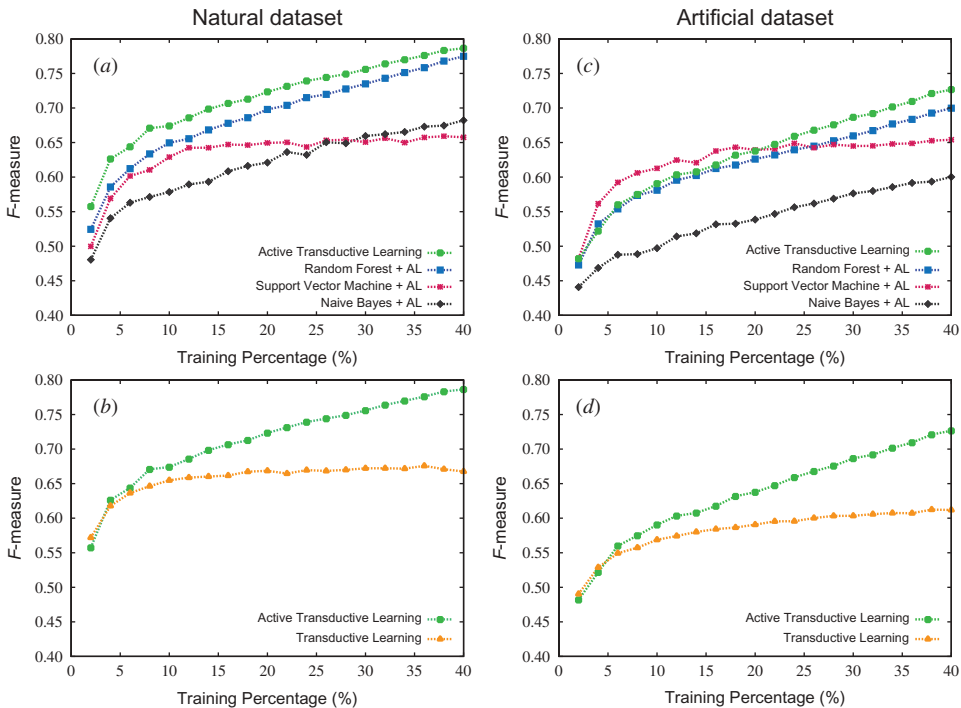 Natural dataset
Artificial dataset
0.80
0.75
0.70
0.65
0.60
0.55
0.50
0.45
0.40
F-measure
(a)
Active Transductive Learning
Random Forest + AL
Support Vector Machine + AL
Naive Bayes + AL
0 5 10 15 20 25 30 35 40
Training Percentage (%)
0.80
0.75
0.70
0.65
0.60
0.55
0.50
0.45
0.40
F-measure
(c)
Active Transductive Learning
Random Forest + AL
Support Vector Machine + AL
Naive Bayes + AL
0 5 10 15 20 25 30 35 40
Training Percentage (%)
0.80
0.75
0.70
0.65
0.60
0.55
0.50
0.45
0.40
F-measure
(b)
Active Transductive Learning
Transductive Learning
0 5 10 15 20 25 30 35 40
Training Percentage (%)
0.80
0.75
0.70
0.65
0.60
0.55
0.50
0.45
0.40
F-measure
(d)
Active Transductive Learning
Transductive Learning
0 5 10 15 20 25 30 35 40
Training Percentage (%)